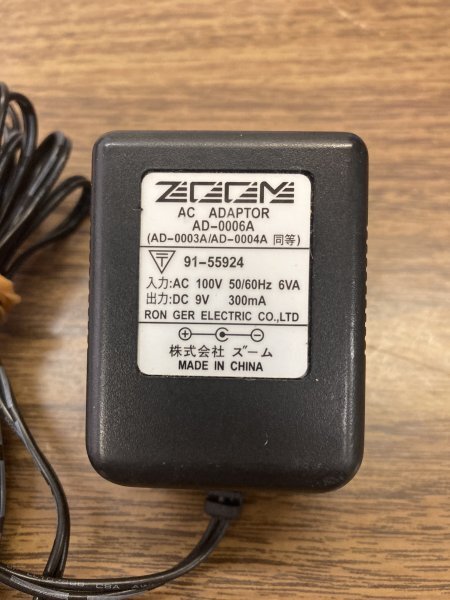 ZOOM
AC ADAPTOR
AD-0006A
(AD-0003A/AD-0004A 同等)
T 91-55924
入力:AC 100V 50/60Hz 6VA
出力:DC 9V 300mA
RON GER ELECTRIC CO.,LTD
+ -
株式会社 ズーム
MADE IN CHINA